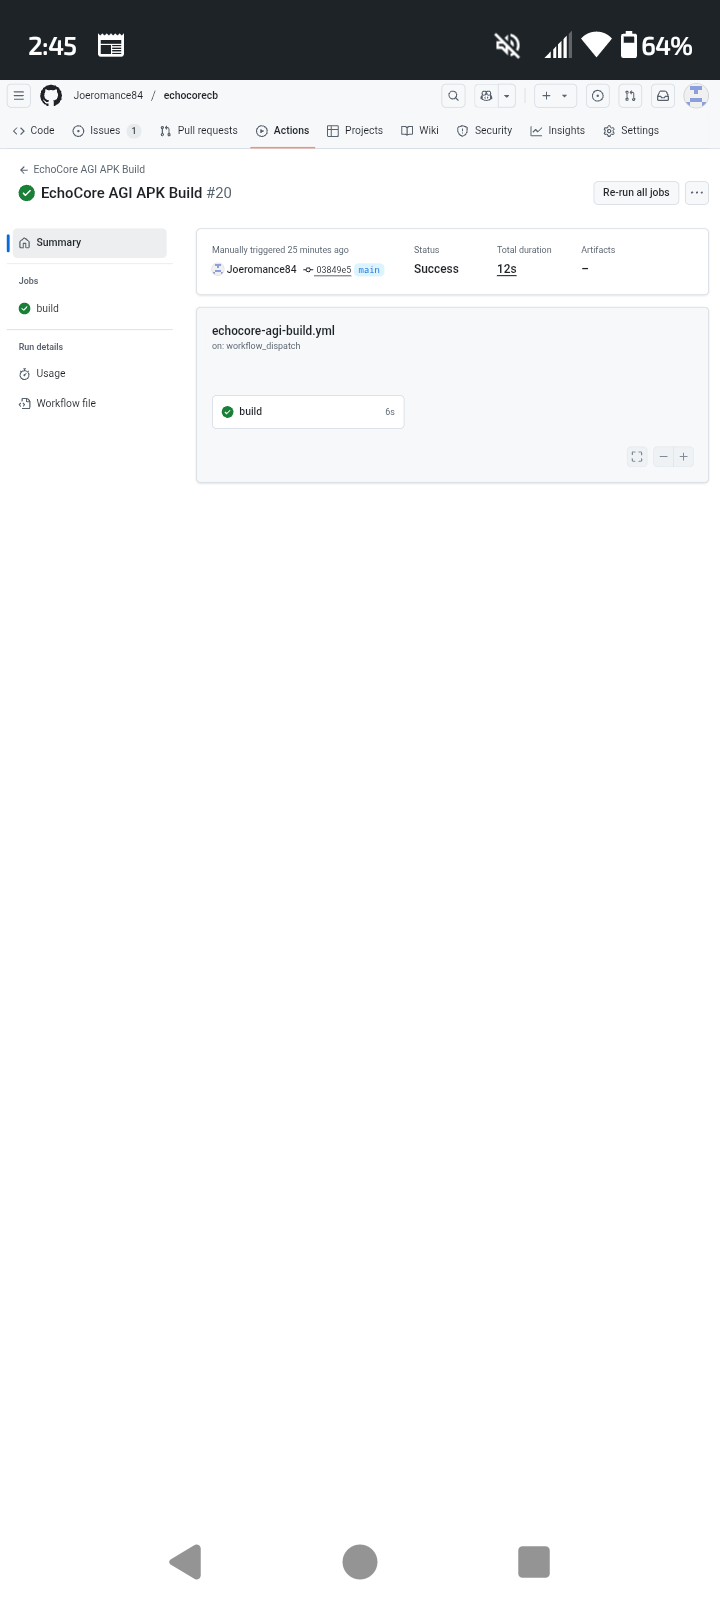 2:45 64%
Joeromance84 / echocorecb
Code Issues 1 Pull requests Actions Projects Wiki Security Insights Settings
EchoCore AGI APK Build
EchoCore AGI APK Build #20
Re-run all jobs
Summary
Jobs
build
Run details
Usage
Workflow file
Manually triggered 25 minutes ago
Joeromance84 03849e5 main
Status
Success
Total duration
12s
Artifacts
–
echocore-agi-build.yml
on: workflow_dispatch
build 6s